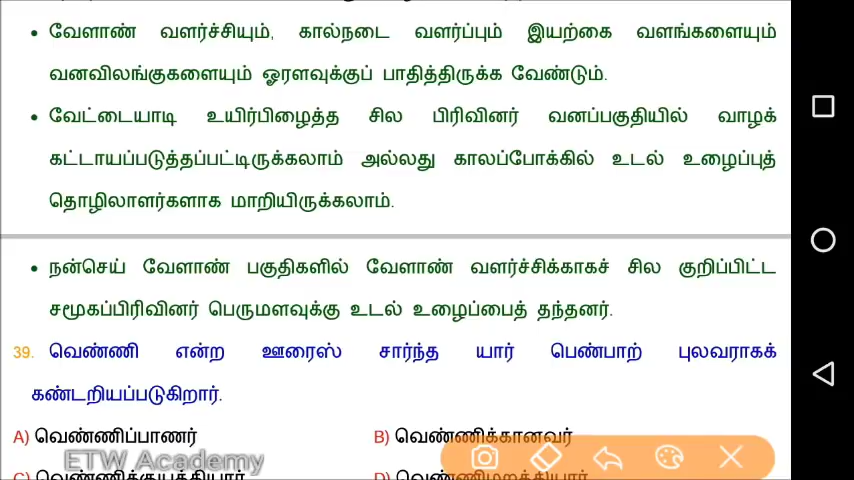 • வேளாண் வளர்ச்சியும், கால்நடை வளர்ப்பும் இயற்கை வளங்களையும்
வனவிலங்குகளையும் ஓரளவுக்குப் பாதித்திருக்க வேண்டும்.
• வேட்டையாடி உயிர்பிழைத்த சில பிரிவினர் வனப்பகுதியில் வாழக்
கட்டாயப்படுத்தப்பட்டிருக்கலாம் அல்லது காலப்போக்கில் உடல் உழைப்புத்
தொழிலாளர்களாக மாறியிருக்கலாம்.
• நன்செய் வேளாண் பகுதிகளில் வேளாண் வளர்ச்சிக்காகச் சில குறிப்பிட்ட
சமூகப்பிரிவினர் பெருமளவுக்கு உடல் உழைப்பைத் தந்தனர்.
39. வெண்ணி என்ற ஊரைஸ் சார்ந்த யார் பெண்பாற் புலவராகக்
கண்டறியப்படுகிறார்.
A) வெண்ணிப்பாணர் B) வெண்ணிக்கானவர்
ETW Academy
C) வெண்ணிக்குயத்தியார் D) வெண்ணிமறத்தியார்